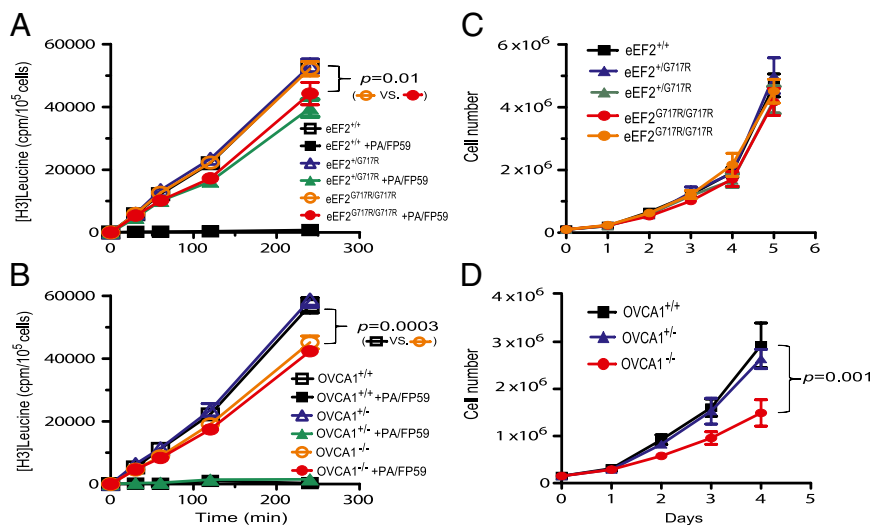 A
60000
40000
20000
0
[H3]Leucine (cpm/10⁵ cells)
p=0.01
( VS. )
eEF2⁺/⁺
eEF2⁺/⁺ +PA/FP59
eEF2⁺/G717R
eEF2⁺/G717R +PA/FP59
eEF2G717R/G717R
eEF2G717R/G717R +PA/FP59
0 100 200 300
Time (min)
B
60000
40000
20000
0
[H3]Leucine (cpm/10⁵ cells)
p=0.0003
( VS. )
OVCA1⁺/⁺
OVCA1⁺/⁺ +PA/FP59
OVCA1⁺/⁻
OVCA1⁺/⁻ +PA/FP59
OVCA1⁻/⁻
OVCA1⁻/⁻ +PA/FP59
0 100 200 300
Time (min)
C
6×10⁶
4×10⁶
2×10⁶
0
Cell number
eEF2⁺/⁺
eEF2⁺/G717R
eEF2⁺/G717R
eEF2G717R/G717R
eEF2G717R/G717R
0 1 2 3 4 5 6
D
4×10⁶
3×10⁶
2×10⁶
1×10⁶
0
Cell number
OVCA1⁺/⁺
OVCA1⁺/-
OVCA1-/-
p=0.001
0 1 2 3 4 5
Days